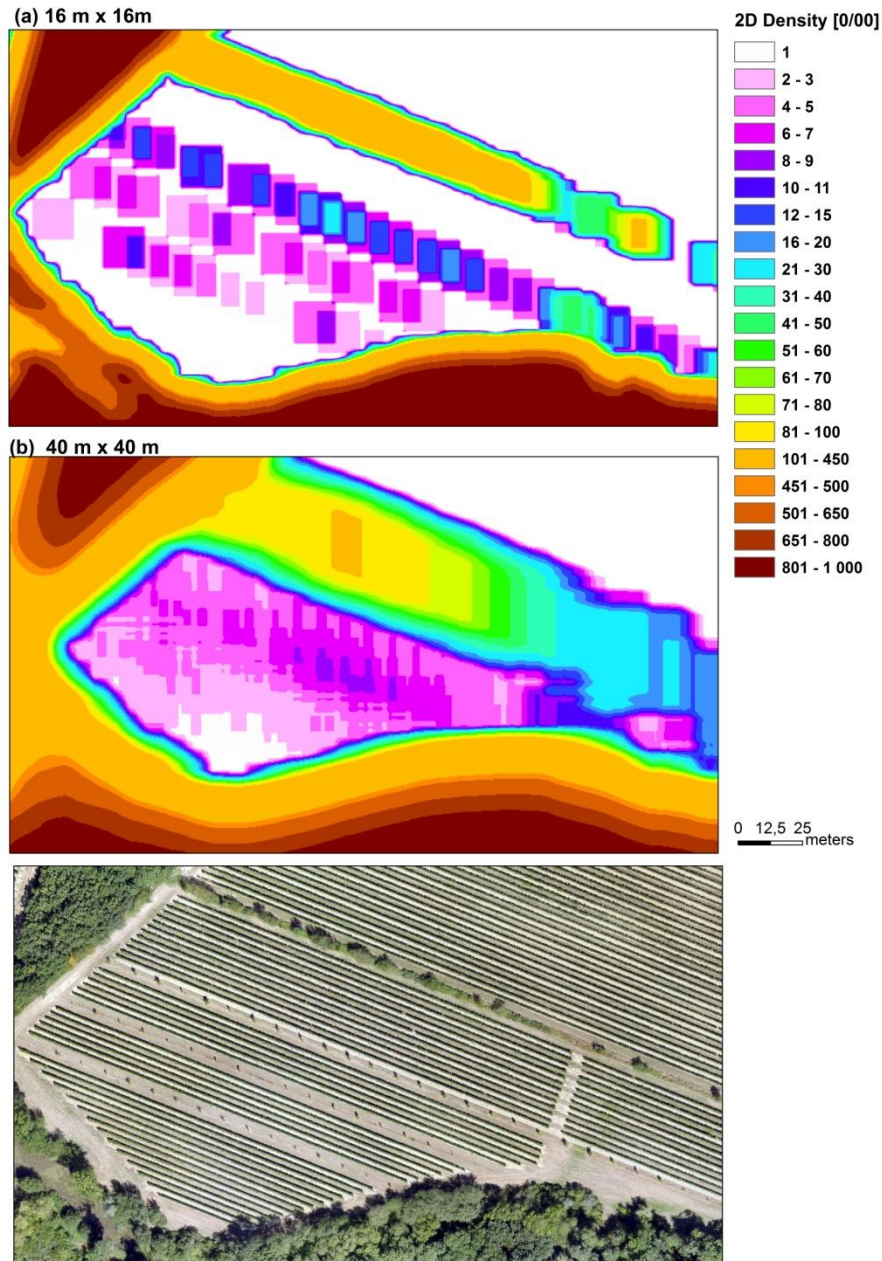 (a) 16 m x 16m
2D Density [0/00]
1
2 - 3
4 - 5
6 - 7
8 - 9
10 - 11
12 - 15
16 - 20
21 - 30
31 - 40
41 - 50
51 - 60
61 - 70
71 - 80
81 - 100
101 - 450
451 - 500
501 - 650
651 - 800
801 - 1 000
(b) 40 m x 40 m
0 12,5 25
meters